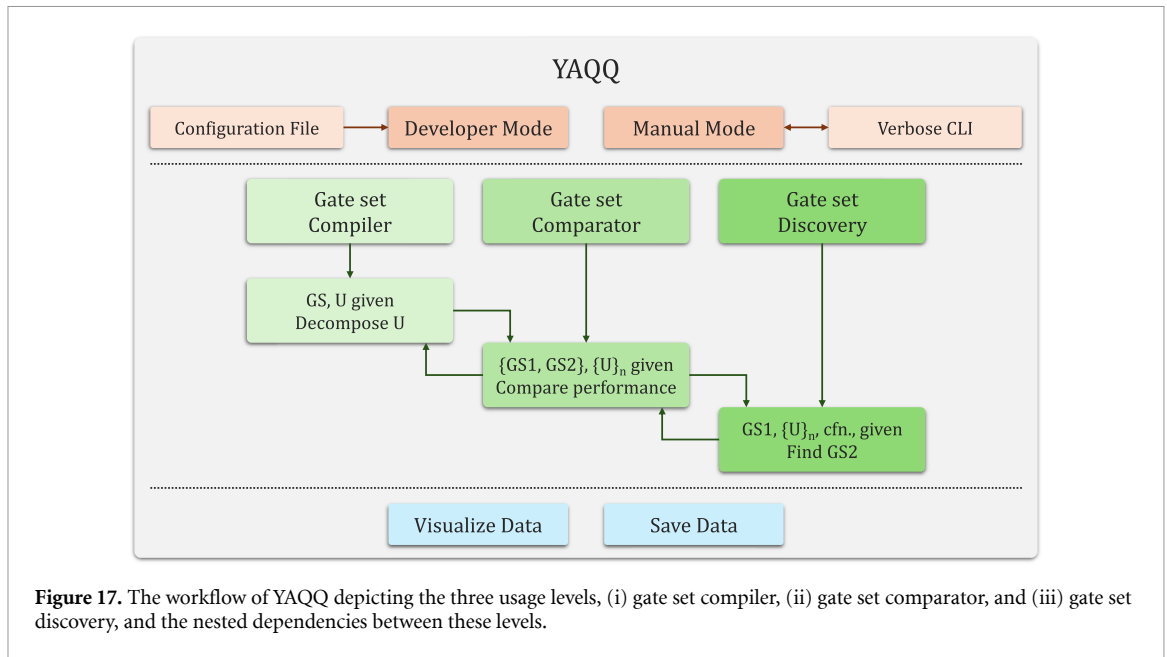 YAQQ
Configuration File
Developer Mode
Manual Mode
Verbose CLI
Gate set
Compiler
Gate set
Comparator
Gate set
Discovery
GS, U given
Decompose U
{GS1, GS2}, {U}ₙ given
Compare performance
GS1, {U}ₙ, cfn., given
Find GS2
Visualize Data
Save Data
Figure 17. The workflow of YAQQ depicting the three usage levels, (i) gate set compiler, (ii) gate set comparator, and (iii) gate set
discovery, and the nested dependencies between these levels.